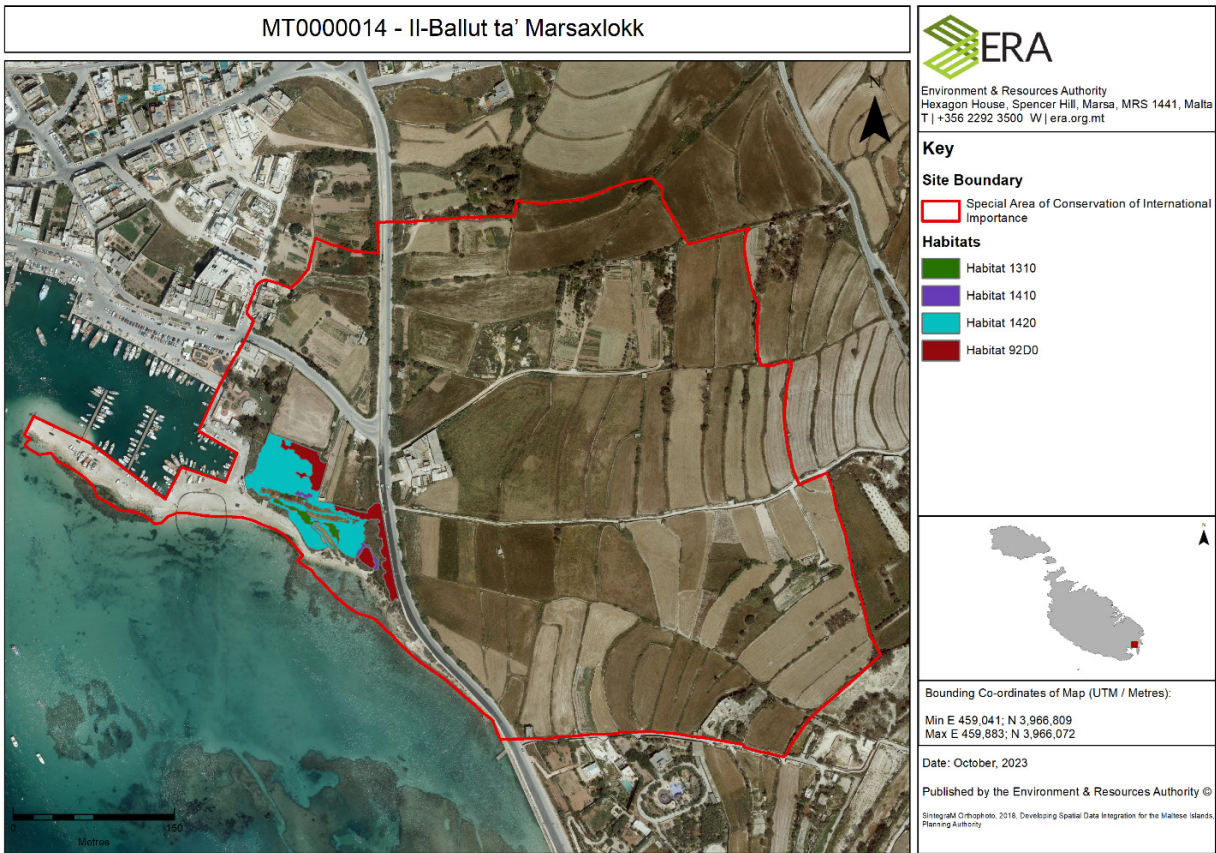 MT0000014 - Il-Ballut ta' Marsaxlokk
ERA
Environment & Resources Authority
Hexagon House, Spencer Hill, Marsa, MRS 1441, Malta
T | +356 2292 3500 W | era.org.mt
Key
Site Boundary
Special Area of Conservation of International
Importance
Habitats
Habitat 1310
Habitat 1410
Habitat 1420
Habitat 92D0
N
N
Bounding Co-ordinates of Map (UTM / Metres):
Min E 459,041; N 3,966,809
Max E 459,883; N 3,966,072
Date: October, 2023
Published by the Environment & Resources Authority ©
SIntegraM Orthophoto, 2018, Developing Spatial Data Integration for the Maltese Islands,
Planning Authority
0 150
Metres